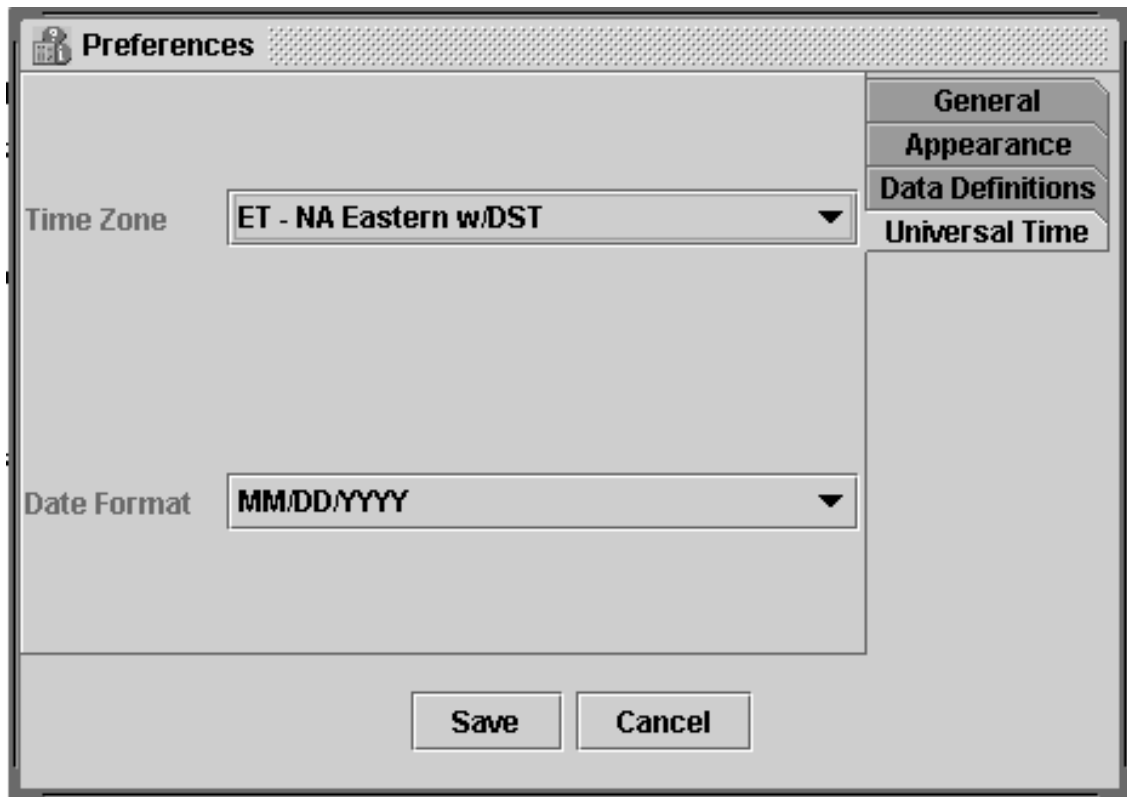 Preferences
General
Appearance
Data Definitions
Universal Time
Time Zone
ET - NA Eastern w/DST
Date Format
MM/DD/YYYY
Save
Cancel